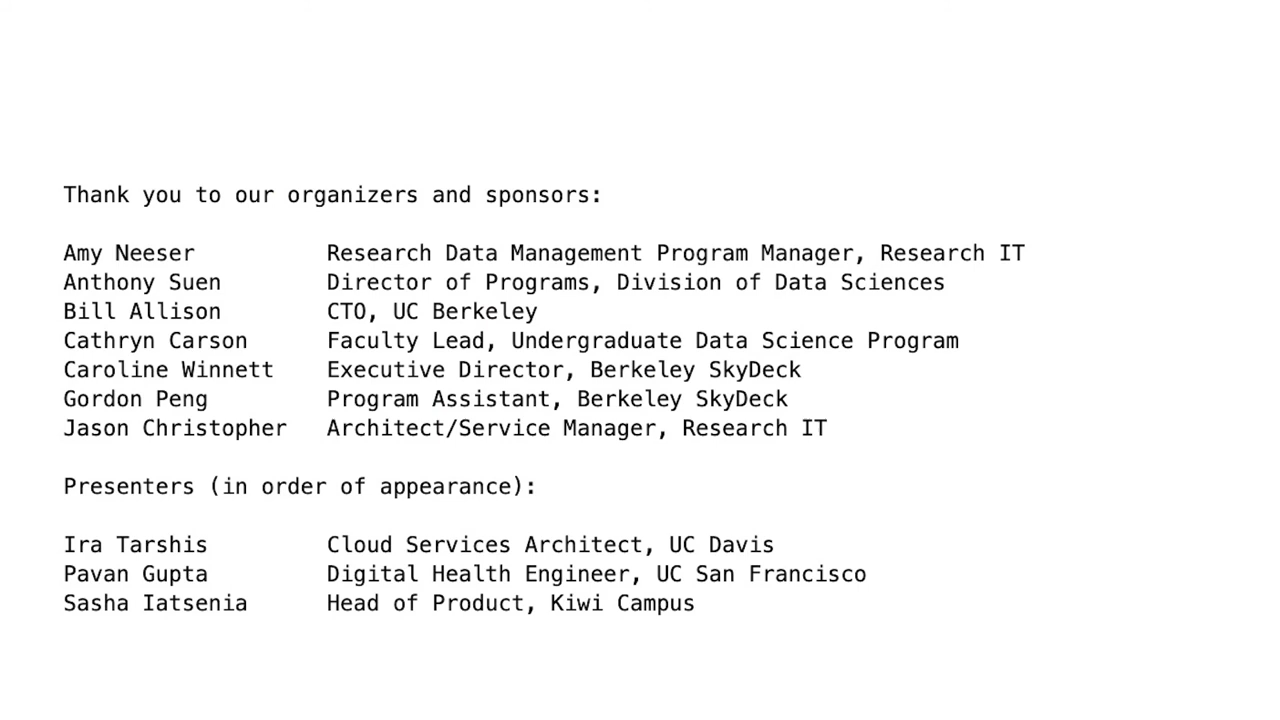 Thank you to our organizers and sponsors:
Amy Neeser Research Data Management Program Manager, Research IT
Anthony Suen Director of Programs, Division of Data Sciences
Bill Allison CTO, UC Berkeley
Cathryn Carson Faculty Lead, Undergraduate Data Science Program
Caroline Winnett Executive Director, Berkeley SkyDeck
Gordon Peng Program Assistant, Berkeley SkyDeck
Jason Christopher Architect/Service Manager, Research IT
Presenters (in order of appearance):
Ira Tarshis Cloud Services Architect, UC Davis
Pavan Gupta Digital Health Engineer, UC San Francisco
Sasha Iatsenia Head of Product, Kiwi Campus